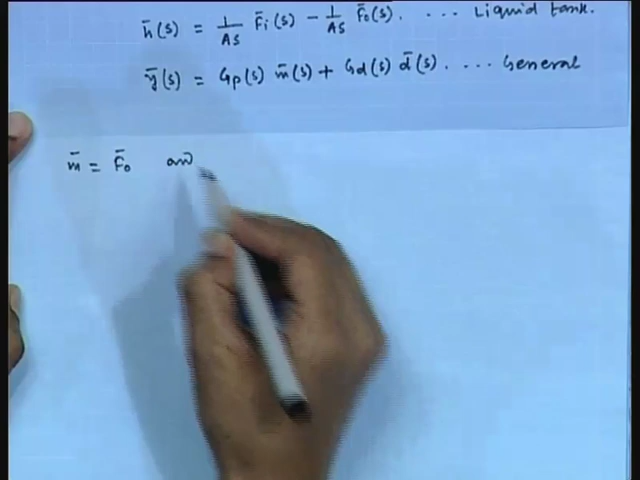 h̄(s) = 1/AS F̄i(s) - 1/AS F̄o(s). ... Liquid tank.
ȳ(s) = Gp(s) m̄(s) + Gd(s) d̄(s). ... General
m̄ = F̄o and